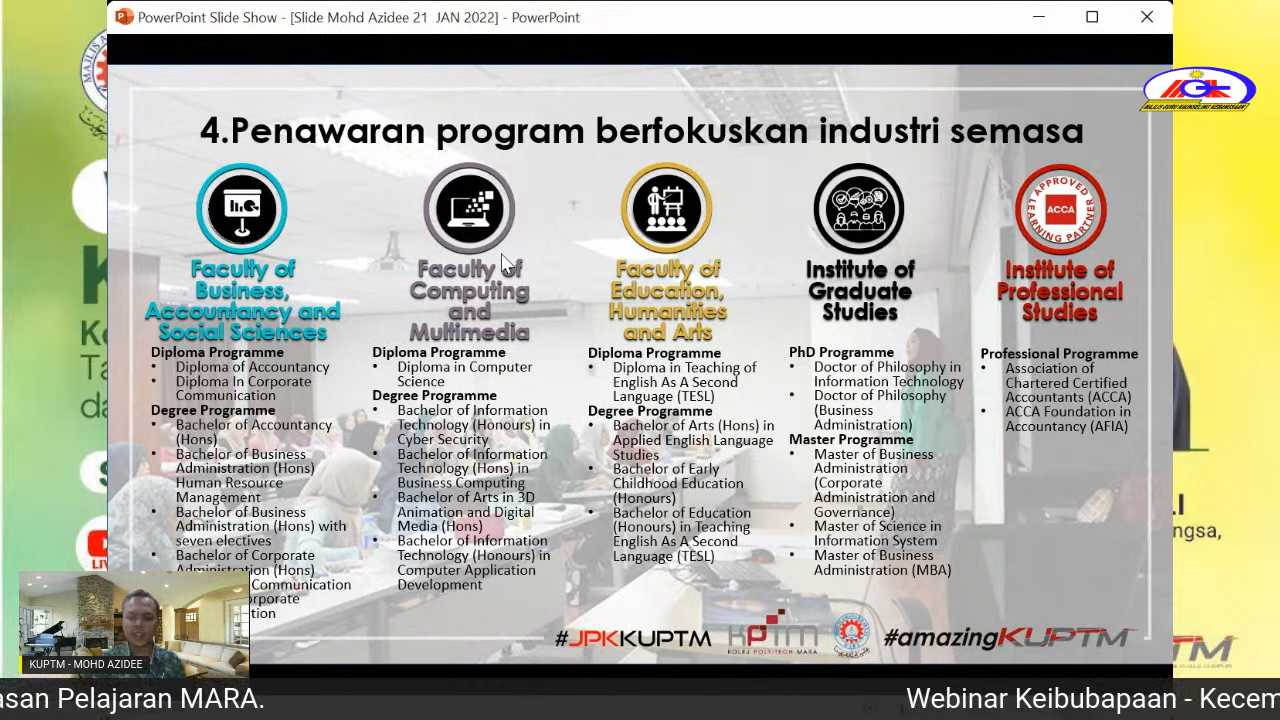 PowerPoint Slide Show - [Slide Mohd Azidee 21 JAN 2022] - PowerPoint
4.Penawaran program berfokuskan industri semasa
Faculty of
Business,
Accountancy and
Social Sciences
Diploma Programme
• Diploma of Accountancy
• Diploma In Corporate
Communication
Degree Programme
• Bachelor of Accountancy
(Hons)
• Bachelor of Business
Administration (Hons)
Human Resource
Management
• Bachelor of Business
Administration (Hons) with
seven electives
• Bachelor of Corporate
Administration (Hons)
Communication
Faculty of
Computing
and
Multimedia
Diploma Programme
• Diploma in Computer
Science
Degree Programme
• Bachelor of Information
Technology (Honours) in
Cyber Security
• Bachelor of Information
Technology (Hons) in
Business Computing
• Bachelor of Arts in 3D
Animation and Digital
Media (Hons)
• Bachelor of Information
Technology (Honours) in
Computer Application
Development
Faculty of
Education,
Humanities
and Arts
Diploma Programme
• Diploma in Teaching of
English As A Second
Language (TESL)
Degree Programme
• Bachelor of Arts (Hons) in
Applied English Language
Studies
• Bachelor of Early
Childhood Education
(Honours)
• Bachelor of Education
(Honours) in Teaching
English As A Second
Language (TESL)
Institute of
Graduate
Studies
PhD Programme
• Doctor of Philosophy in
Information Technology
• Doctor of Philosophy
(Business
Administration)
Master Programme
• Master of Business
Administration
(Corporate
Administration and
Governance)
• Master of Science in
Information System
• Master of Business
Administration (MBA)
APPROVED
ACCA
LEARNING PARTNER
Institute of
Professional
Studies
Professional Programme
• Association of
Chartered Certified
Accountants (ACCA)
• ACCA Foundation in
Accountancy (AFIA)
#JPKKUPTM
KPTM
KOLEJ POLY-TECH MARA
#amazingKUPTM
KUPTM - MOHD AZIDEE
asan Pelajaran MARA.
Webinar Keibubapaan - Kecem